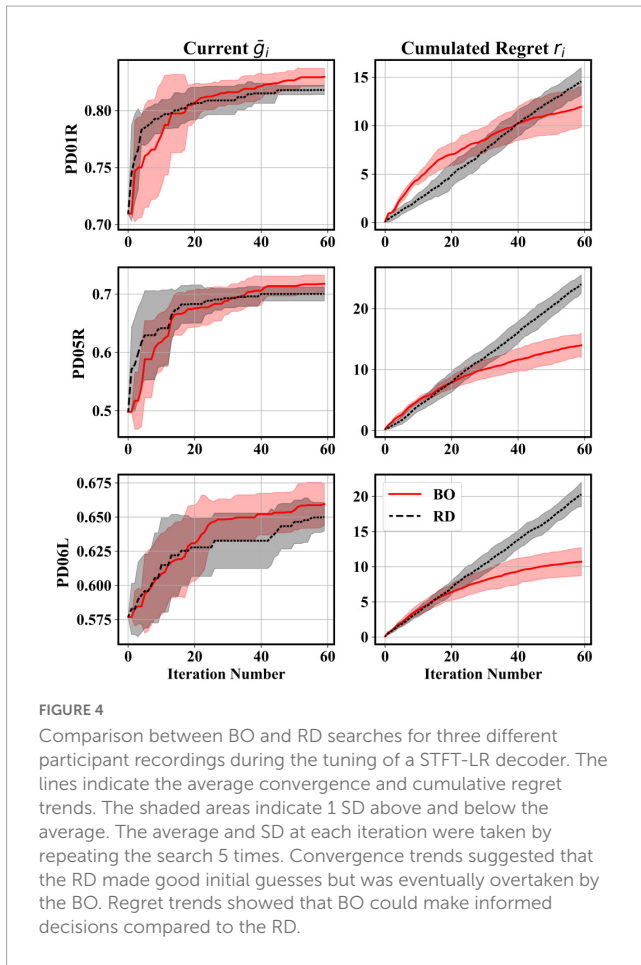 Current ḡᵢ
Cumulated Regret rᵢ
PD01R
0.80
0.75
0.70
0 20 40 60
15
10
5
0
0 20 40 60
PD05R
0.7
0.6
0.5
0 20 40 60
20
10
0
0 20 40 60
PD06L
0.675
0.650
0.625
0.600
0.575
0 20 40 60
Iteration Number
BO
RD
20
15
10
5
0
0 20 40 60
Iteration Number
FIGURE 4
Comparison between BO and RD searches for three different
participant recordings during the tuning of a STFT-LR decoder. The
lines indicate the average convergence and cumulative regret
trends. The shaded areas indicate 1 SD above and below the
average. The average and SD at each iteration were taken by
repeating the search 5 times. Convergence trends suggested that
the RD made good initial guesses but was eventually overtaken by
the BO. Regret trends showed that BO could make informed
decisions compared to the RD.